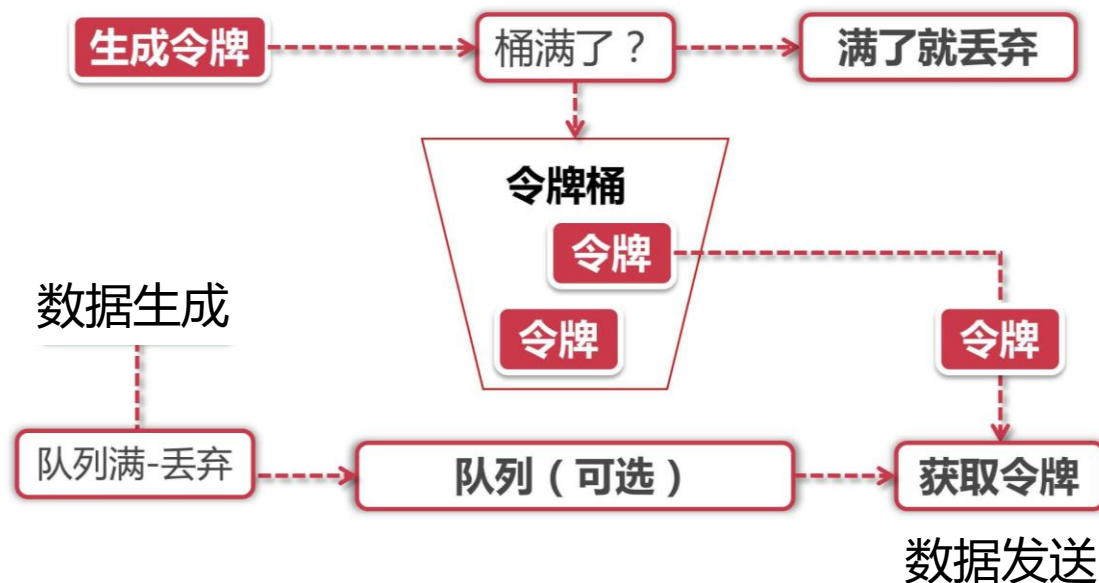 生成令牌
桶满了？
满了就丢弃
令牌桶
令牌
令牌
数据生成
令牌
队列满-丢弃
队列（可选）
获取令牌
数据发送